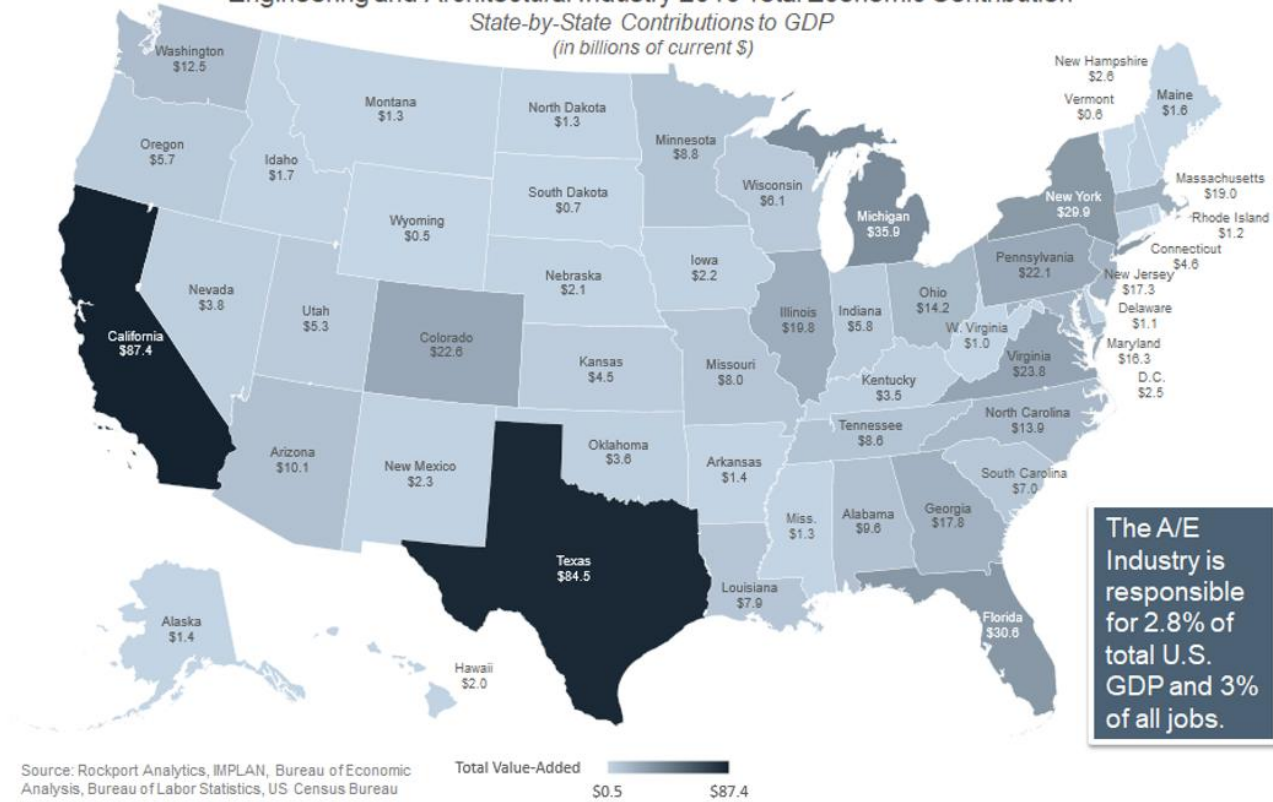 State-by-State Contributions to GDP
(in billions of current $)
Washington
$12.5
Oregon
$5.7
California
$87.4
Nevada
$3.8
Idaho
$1.7
Montana
$1.3
Wyoming
$0.5
Utah
$5.3
Colorado
$22.6
Arizona
$10.1
New Mexico
$2.3
North Dakota
$1.3
South Dakota
$0.7
Nebraska
$2.1
Kansas
$4.5
Oklahoma
$3.6
Texas
$84.5
Minnesota
$8.8
Iowa
$2.2
Missouri
$8.0
Arkansas
$1.4
Louisiana
$7.9
Wisconsin
$6.1
Illinois
$19.8
Michigan
$35.9
Indiana
$5.8
Ohio
$14.2
Kentucky
$3.5
Tennessee
$8.6
Miss.
$1.3
Alabama
$9.6
Georgia
$17.8
Florida
$30.6
South Carolina
$7.0
North Carolina
$13.9
Virginia
$23.8
W. Virginia
$1.0
Pennsylvania
$22.1
New York
$29.9
New Hampshire
$2.6
Vermont
$0.6
Maine
$1.6
Massachusetts
$19.0
Rhode Island
$1.2
Connecticut
$4.6
New Jersey
$17.3
Delaware
$1.1
Maryland
$16.3
D.C.
$2.5
Alaska
$1.4
Hawaii
$2.0
The A/E
Industry is
responsible
for 2.8% of
total U.S.
GDP and 3%
of all jobs.
Source: Rockport Analytics, IMPLAN, Bureau of Economic
Analysis, Bureau of Labor Statistics, US Census Bureau
Total Value-Added
$0.5
$87.4